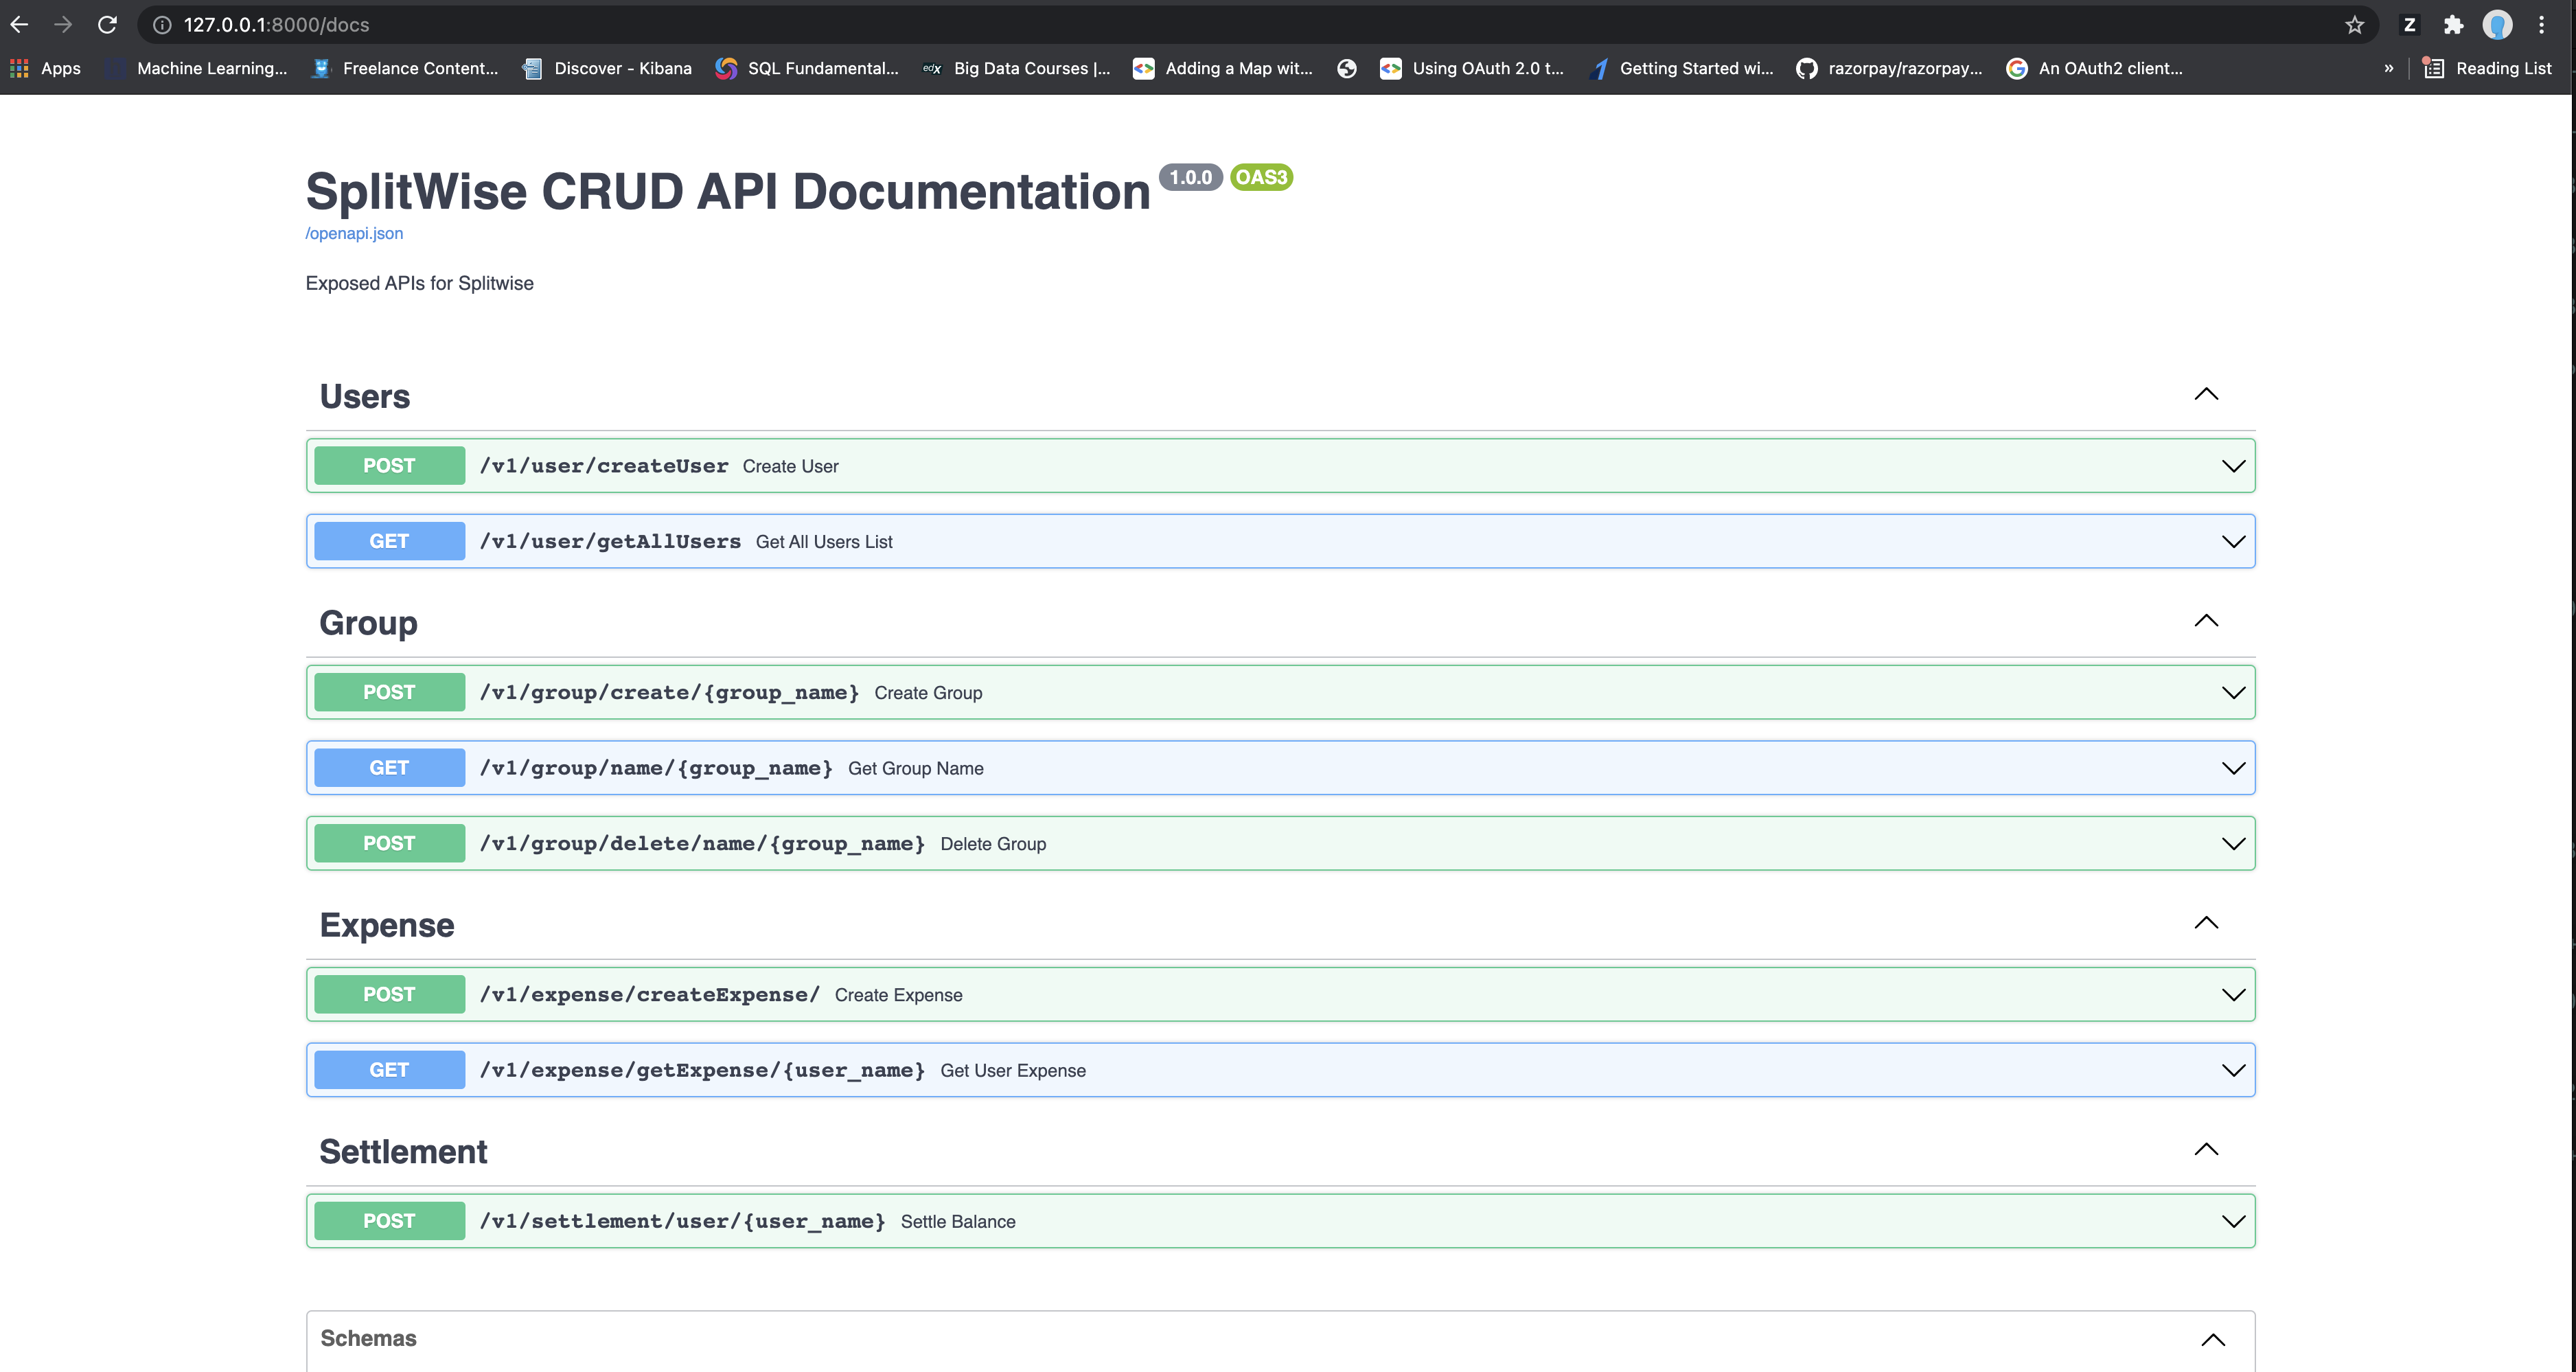 127.0.0.1:8000/docs
Z
Apps Machine Learning... Freelance Content... Discover - Kibana SQL Fundamental... edX Big Data Courses |... Adding a Map wit... Using OAuth 2.0 t... Getting Started wi... razorpay/razorpay... An OAuth2 client... » Reading List
SplitWise CRUD API Documentation 1.0.0 OAS3
/openapi.json
Exposed APIs for Splitwise
Users
POST /v1/user/createUser Create User
GET /v1/user/getAllUsers Get All Users List
Group
POST /v1/group/create/{group_name} Create Group
GET /v1/group/name/{group_name} Get Group Name
POST /v1/group/delete/name/{group_name} Delete Group
Expense
POST /v1/expense/createExpense/ Create Expense
GET /v1/expense/getExpense/{user_name} Get User Expense
Settlement
POST /v1/settlement/user/{user_name} Settle Balance
Schemas